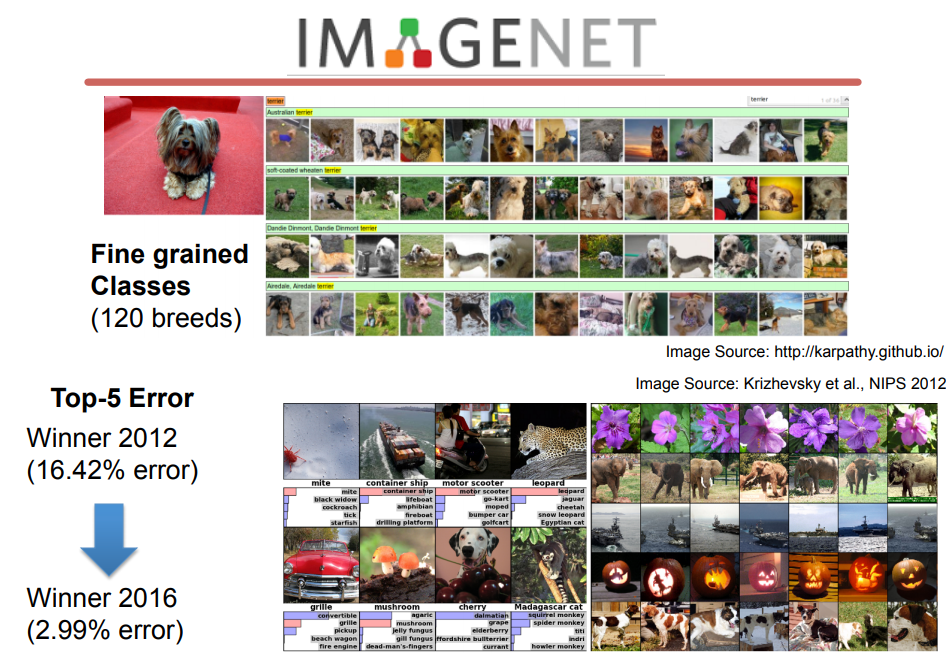 IMAGENET
terrier
terrier
1 of
Australian terrier
soft-coated wheaten terrier
Dandie Dinmont, Dandie Dinmont terrier
Airedale, Airedale terrier
Fine grained
Classes
(120 breeds)
Image Source: http://karpathy.github.io/
Image Source: Krizhevsky et al., NIPS 2012
Top-5 Error
Winner 2012
(16.42% error)
Winner 2016
(2.99% error)
mite
container ship
motor scooter
leopard
mite
black widow
cockroach
tick
starfish
container ship
lifeboat
amphibian
fireboat
drilling platform
motor scooter
go-kart
moped
bumper car
golfcart
leopard
jaguar
cheetah
snow leopard
Egyptian cat
grille
mushroom
cherry
Madagascar cat
convertible
grille
pickup
beach wagon
fire engine
agaric
mushroom
jelly fungus
gill fungus
dead-man's-fingers
dalmatian
grape
elderberry
ffordshire bullterrier
currant
squirrel monkey
spider monkey
titi
indri
howler monkey